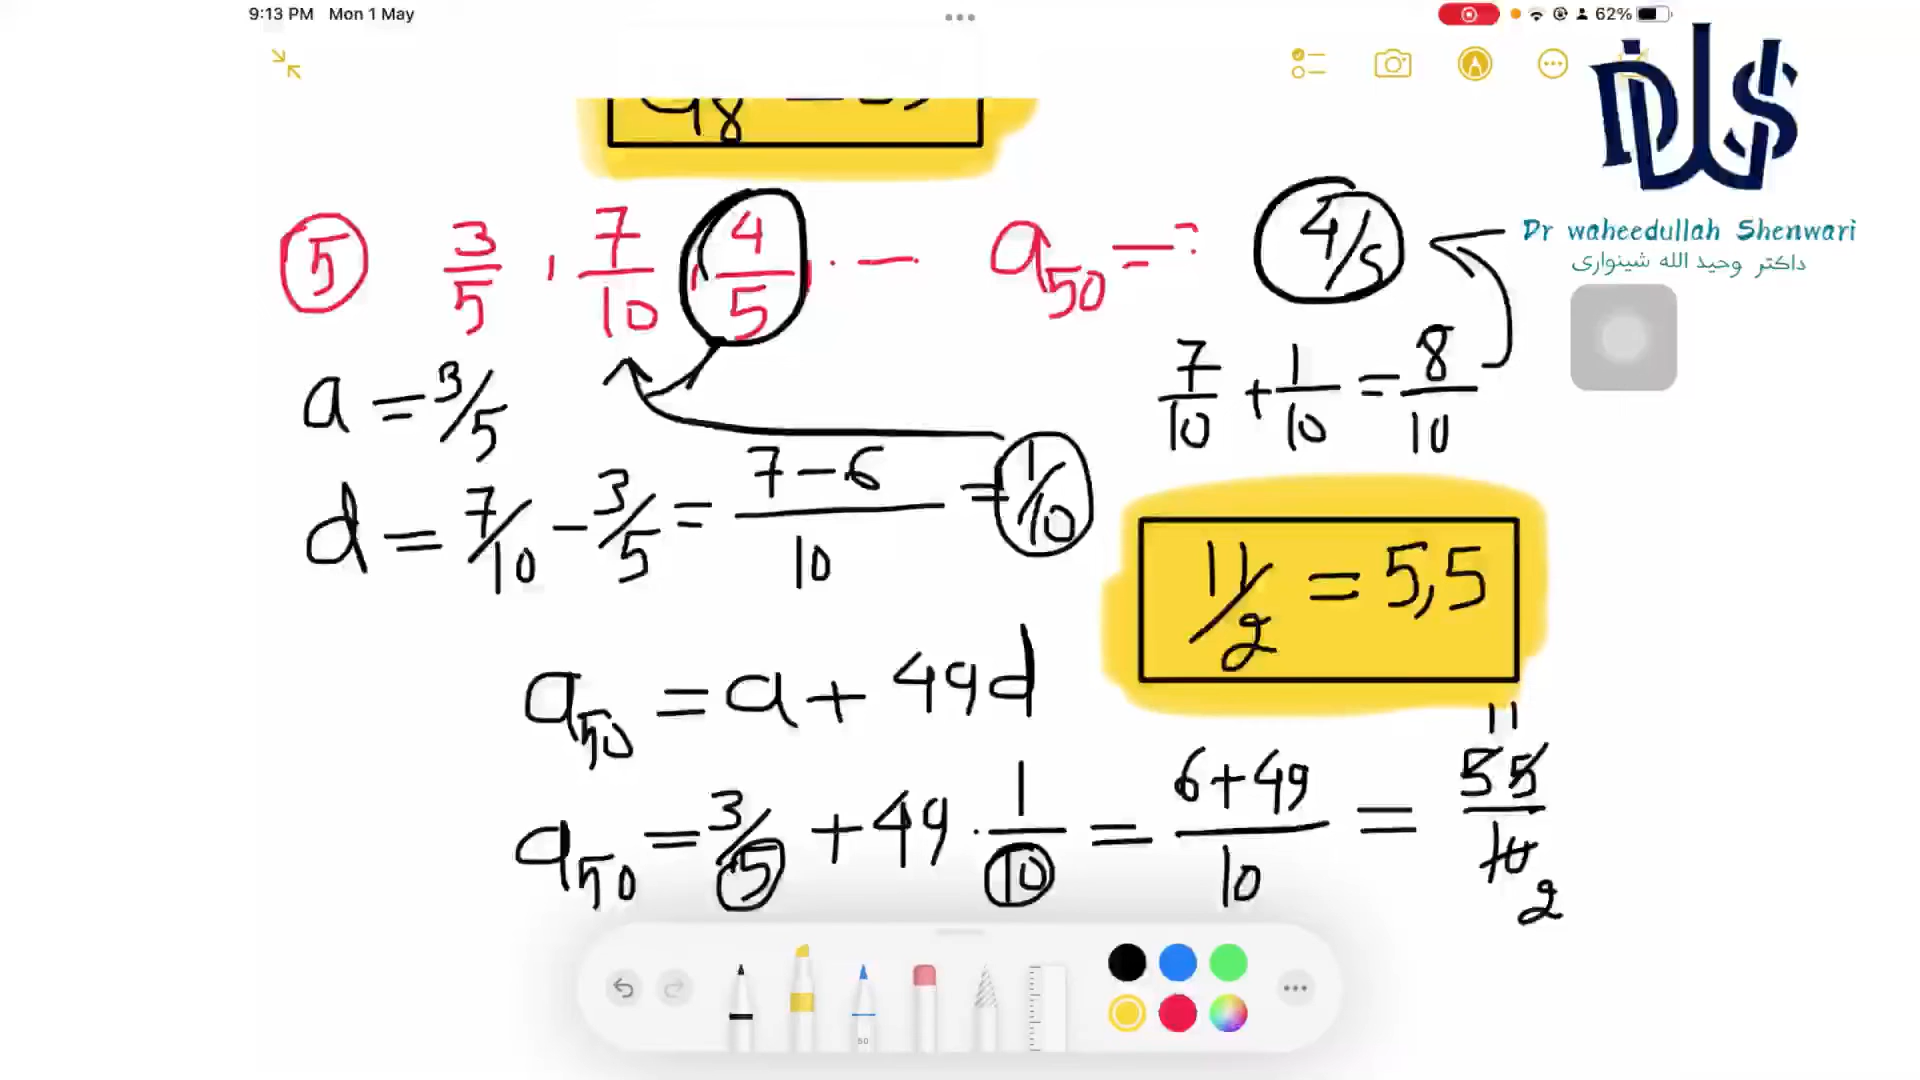 9:13 PM Mon 1 May
62%
Dr waheedullah Shenwari
داکتر وحید الله شینواری
5 3/5 , 7/10 , 4/5 , . — a50 = ? 4/5
a = 3/5
7/10 + 1/10 = 8/10
d = 7/10 - 3/5 = 7-6/10 = 1/10
11/2 = 5,5
a50 = a + 49d
a50 = 3/5 + 49 . 1/10 = 6+49/10 = 55/10 11 2
50